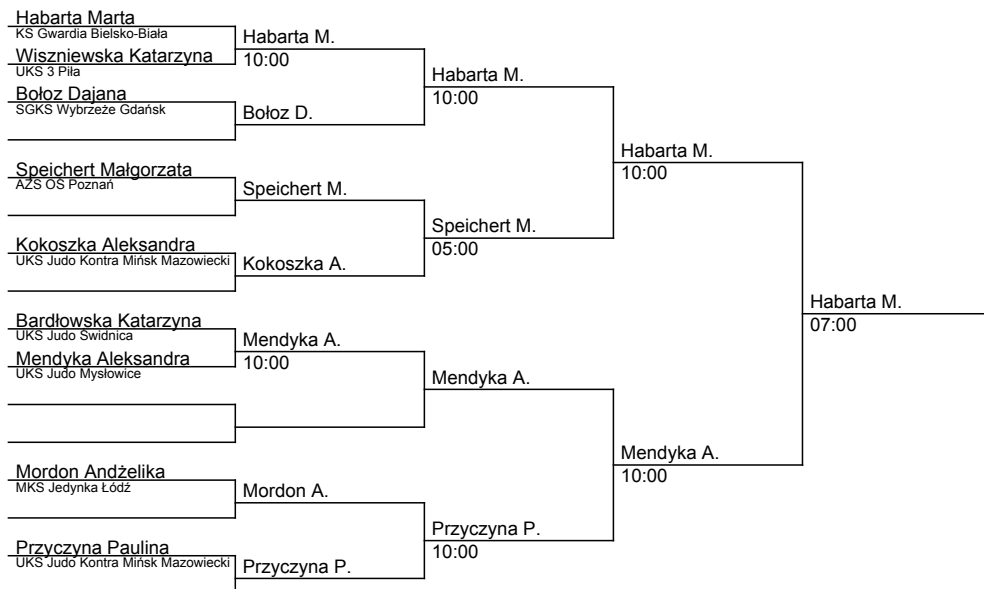 Habarta Marta
KS Gwardia Bielsko-Biała
Wiszniewska Katarzyna
UKS 3 Piła
Bołoz Dajana
SGKS Wybrzeże Gdańsk
Speichert Małgorzata
AZS OŚ Poznań
Kokoszka Aleksandra
UKS Judo Kontra Mińsk Mazowiecki
Bardłowska Katarzyna
UKS Judo Świdnica
Mendyka Aleksandra
UKS Judo Mysłowice
Mordon Andżelika
MKS Jedynka Łódź
Przyczyna Paulina
UKS Judo Kontra Mińsk Mazowiecki
Habarta M.
10:00
Bołoz D.
Speichert M.
Kokoszka A.
Mendyka A.
10:00
Mordon A.
Przyczyna P.
Habarta M.
10:00
Speichert M.
05:00
Mendyka A.
Przyczyna P.
10:00
Habarta M.
10:00
Mendyka A.
10:00
Habarta M.
07:00